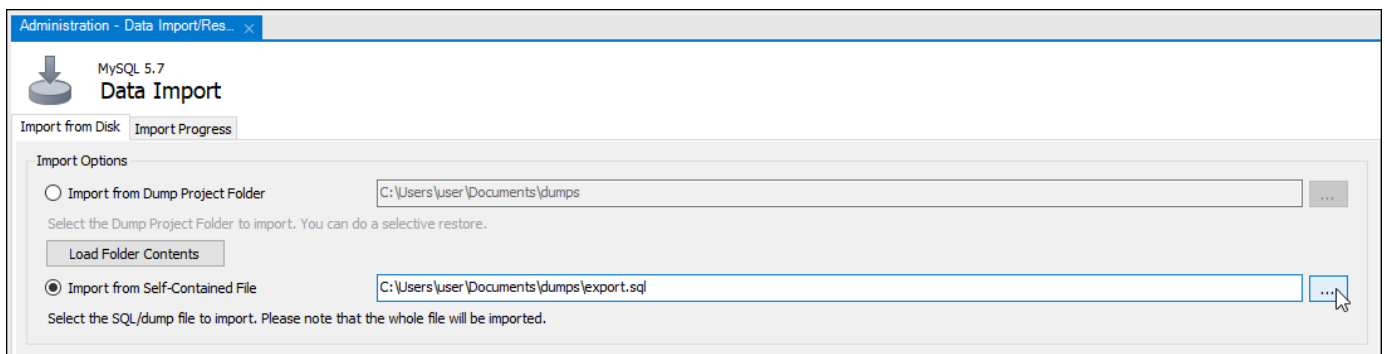 Administration - Data Import/Res...
MySQL 5.7
Data Import
Import from Disk Import Progress
Import Options
Import from Dump Project Folder C:\Users\user\Documents\dumps ...
Select the Dump Project Folder to import. You can do a selective restore.
Load Folder Contents
Import from Self-Contained File C:\Users\user\Documents\dumps\export.sql ...
Select the SQL/dump file to import. Please note that the whole file will be imported.